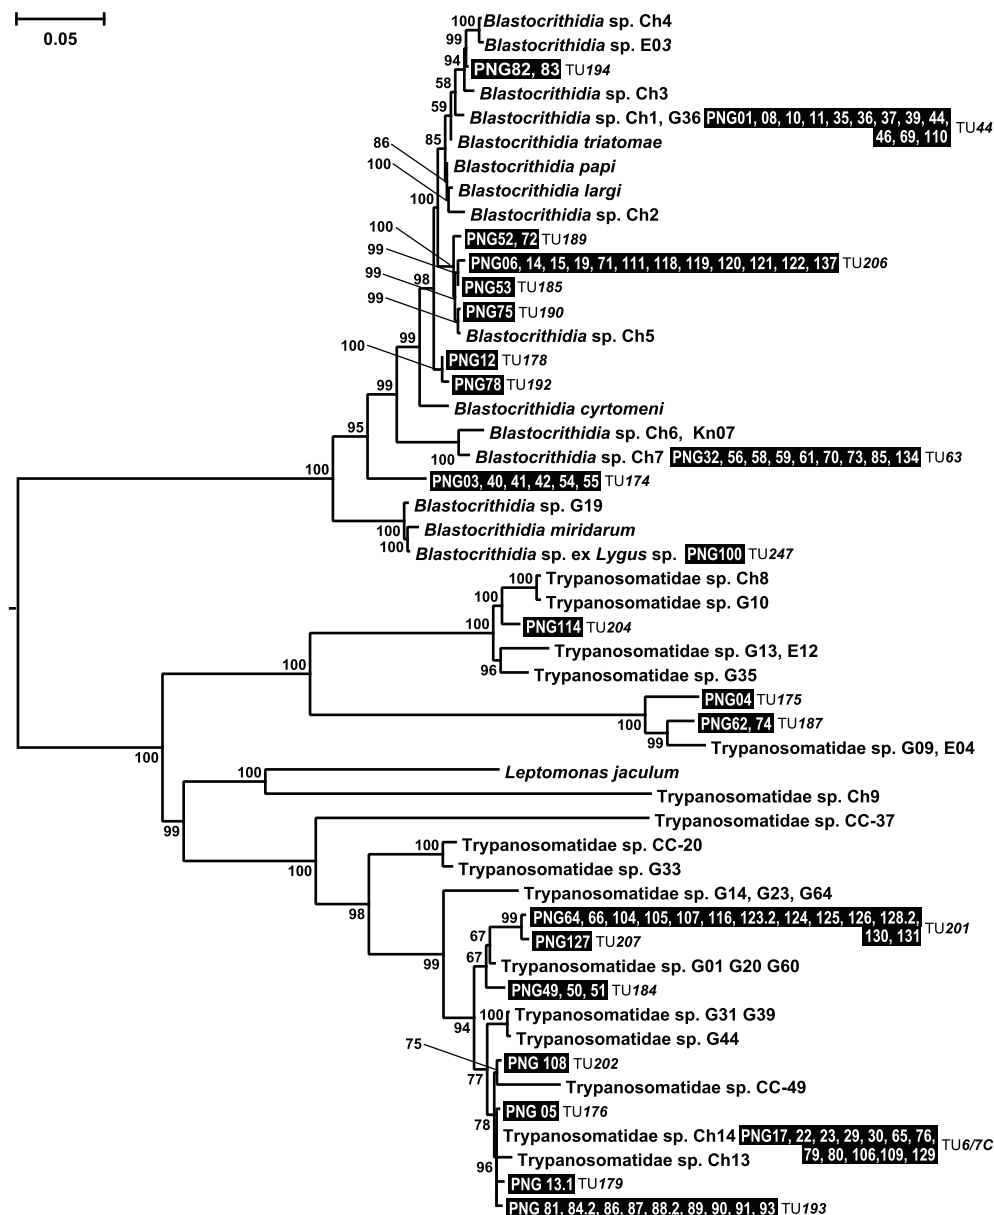 0.05
100 Blastocrithidia sp. Ch4
99 Blastocrithidia sp. E03
94 PNG82, 83 TU194
58 Blastocrithidia sp. Ch3
59 Blastocrithidia sp. Ch1, G36 PNG01, 08, 10, 11, 35, 36, 37, 39, 44,
46, 69, 110 TU44
85 Blastocrithidia triatomae
86 Blastocrithidia papi
100 Blastocrithidia largi
100 Blastocrithidia sp. Ch2
100 PNG52, 72 TU189
99 PNG06, 14, 15, 19, 71, 111, 118, 119, 120, 121, 122, 137 TU206
99 98 PNG53 TU185
99 PNG75 TU190
99 Blastocrithidia sp. Ch5
100 PNG12 TU178
99 PNG78 TU192
Blastocrithidia cyrtomeni
95 Blastocrithidia sp. Ch6, Kn07
100 Blastocrithidia sp. Ch7 PNG32, 56, 58, 59, 61, 70, 73, 85, 134 TU63
100 PNG03, 40, 41, 42, 54, 55 TU174
Blastocrithidia sp. G19
100 Blastocrithidia miridarum
100 Blastocrithidia sp. ex Lygus sp. PNG100 TU247
100 Trypanosomatidae sp. Ch8
100 Trypanosomatidae sp. G10
100 PNG114 TU204
Trypanosomatidae sp. G13, E12
100 96 Trypanosomatidae sp. G35
PNG04 TU175
100 PNG62, 74 TU187
100 99 Trypanosomatidae sp. G09, E04
100 Leptomonas jaculum
Trypanosomatidae sp. Ch9
99 Trypanosomatidae sp. CC-37
100 Trypanosomatidae sp. CC-20
100 Trypanosomatidae sp. G33
Trypanosomatidae sp. G14, G23, G64
98 99 PNG64, 66, 104, 105, 107, 116, 123.2, 124, 125, 126, 128.2,
130, 131 TU201
67 PNG127 TU207
99 67 Trypanosomatidae sp. G01 G20 G60
PNG49, 50, 51 TU184
94 100 Trypanosomatidae sp. G31 G39
75 Trypanosomatidae sp. G44
PNG 108 TU202
77 Trypanosomatidae sp. CC-49
PNG 05 TU176
78 Trypanosomatidae sp. Ch14 PNG17, 22, 23, 29, 30, 65, 76,
79, 80, 106,109, 129 TU6/7C
96 Trypanosomatidae sp. Ch13
PNG 13.1 TU179
PNG 81, 84.2, 86, 87, 88.2, 89, 90, 91, 93 TU193